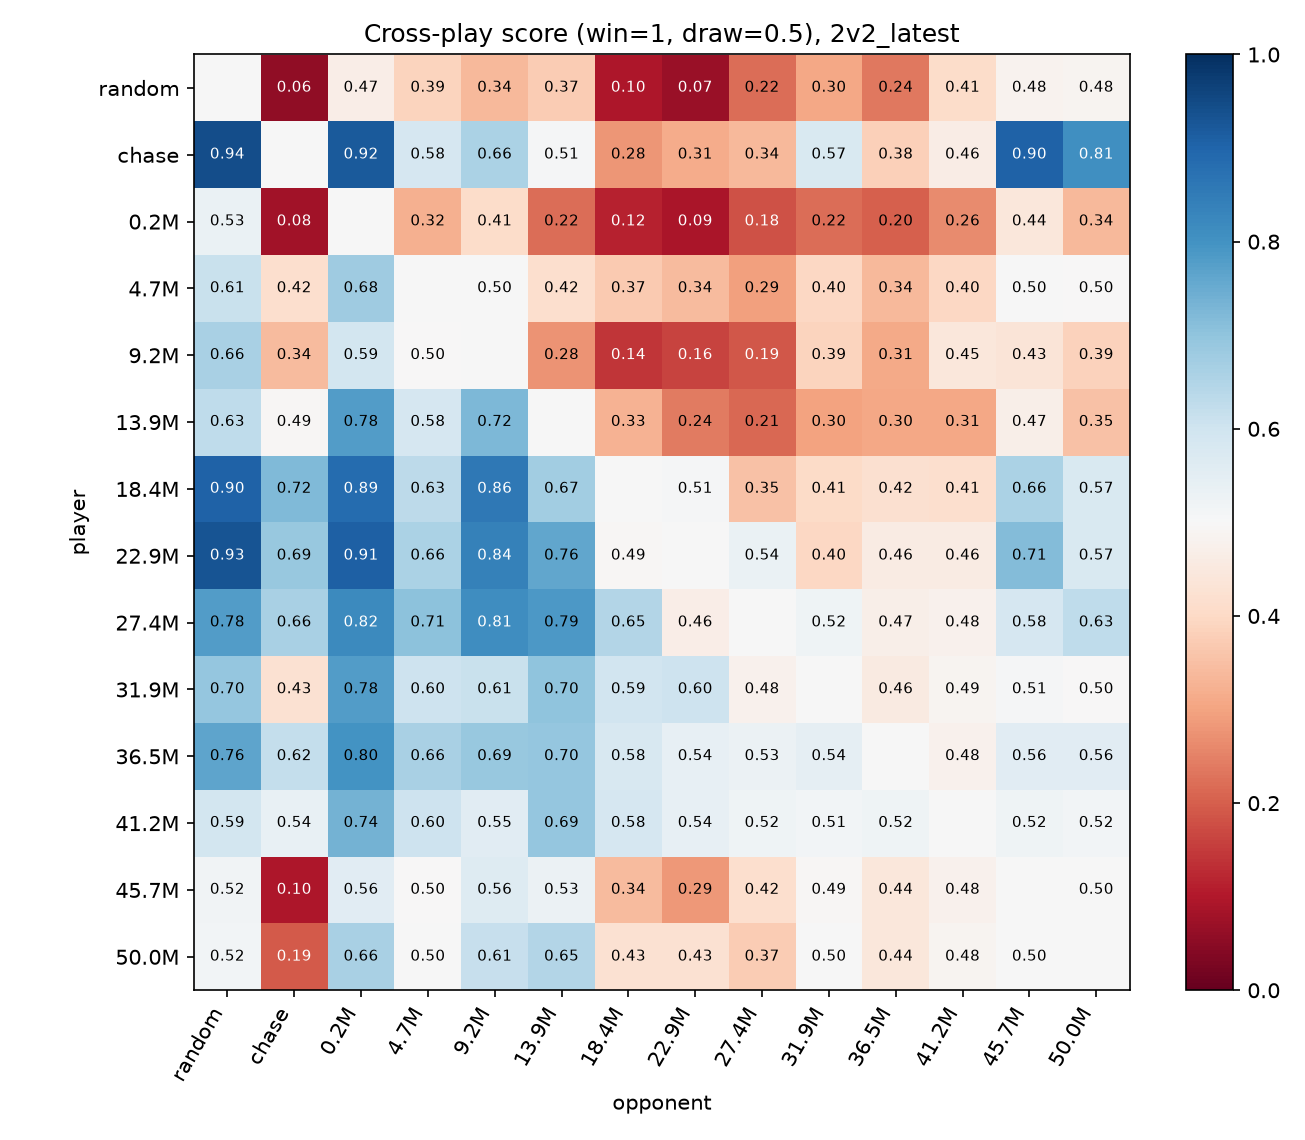 Cross-play score (win=1, draw=0.5), 2v2_latest
random 0.06 0.47 0.39 0.34 0.37 0.10 0.07 0.22 0.30 0.24 0.41 0.48 0.48
chase 0.94 0.92 0.58 0.66 0.51 0.28 0.31 0.34 0.57 0.38 0.46 0.90 0.81
0.2M 0.53 0.08 0.32 0.41 0.22 0.12 0.09 0.18 0.22 0.20 0.26 0.44 0.34
4.7M 0.61 0.42 0.68 0.50 0.42 0.37 0.34 0.29 0.40 0.34 0.40 0.50 0.50
9.2M 0.66 0.34 0.59 0.50 0.28 0.14 0.16 0.19 0.39 0.31 0.45 0.43 0.39
13.9M 0.63 0.49 0.78 0.58 0.72 0.33 0.24 0.21 0.30 0.30 0.31 0.47 0.35
18.4M 0.90 0.72 0.89 0.63 0.86 0.67 0.51 0.35 0.41 0.42 0.41 0.66 0.57
22.9M 0.93 0.69 0.91 0.66 0.84 0.76 0.49 0.54 0.40 0.46 0.46 0.71 0.57
27.4M 0.78 0.66 0.82 0.71 0.81 0.79 0.65 0.46 0.52 0.47 0.48 0.58 0.63
31.9M 0.70 0.43 0.78 0.60 0.61 0.70 0.59 0.60 0.48 0.46 0.49 0.51 0.50
36.5M 0.76 0.62 0.80 0.66 0.69 0.70 0.58 0.54 0.53 0.54 0.48 0.56 0.56
41.2M 0.59 0.54 0.74 0.60 0.55 0.69 0.58 0.54 0.52 0.51 0.52 0.52 0.52
45.7M 0.52 0.10 0.56 0.50 0.56 0.53 0.34 0.29 0.42 0.49 0.44 0.48 0.50
50.0M 0.52 0.19 0.66 0.50 0.61 0.65 0.43 0.43 0.37 0.50 0.44 0.48 0.50
random chase 0.2M 4.7M 9.2M 13.9M 18.4M 22.9M 27.4M 31.9M 36.5M 41.2M 45.7M 50.0M
opponent
player
1.0
0.8
0.6
0.4
0.2
0.0